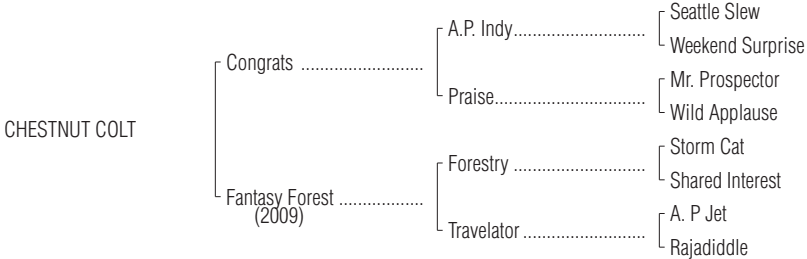 Seattle Slew
A.P. Indy..............................
Weekend Surprise
Congrats ...........................
Mr. Prospector
Praise..................................
Wild Applause
CHESTNUT COLT
Storm Cat
Forestry .............................
Shared Interest
Fantasy Forest ...................
(2009)
A. P Jet
Travelator ...........................
Rajadiddle